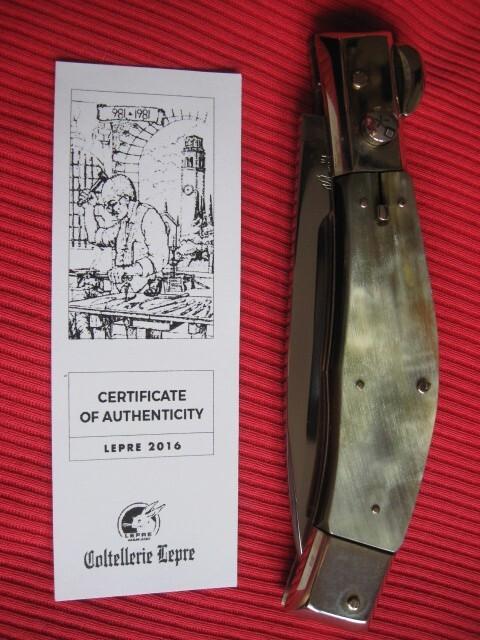 981 • 1981
CERTIFICATE
OF AUTHENTICITY
LEPRE 2016
LEPRE
Coltellerie Lepre